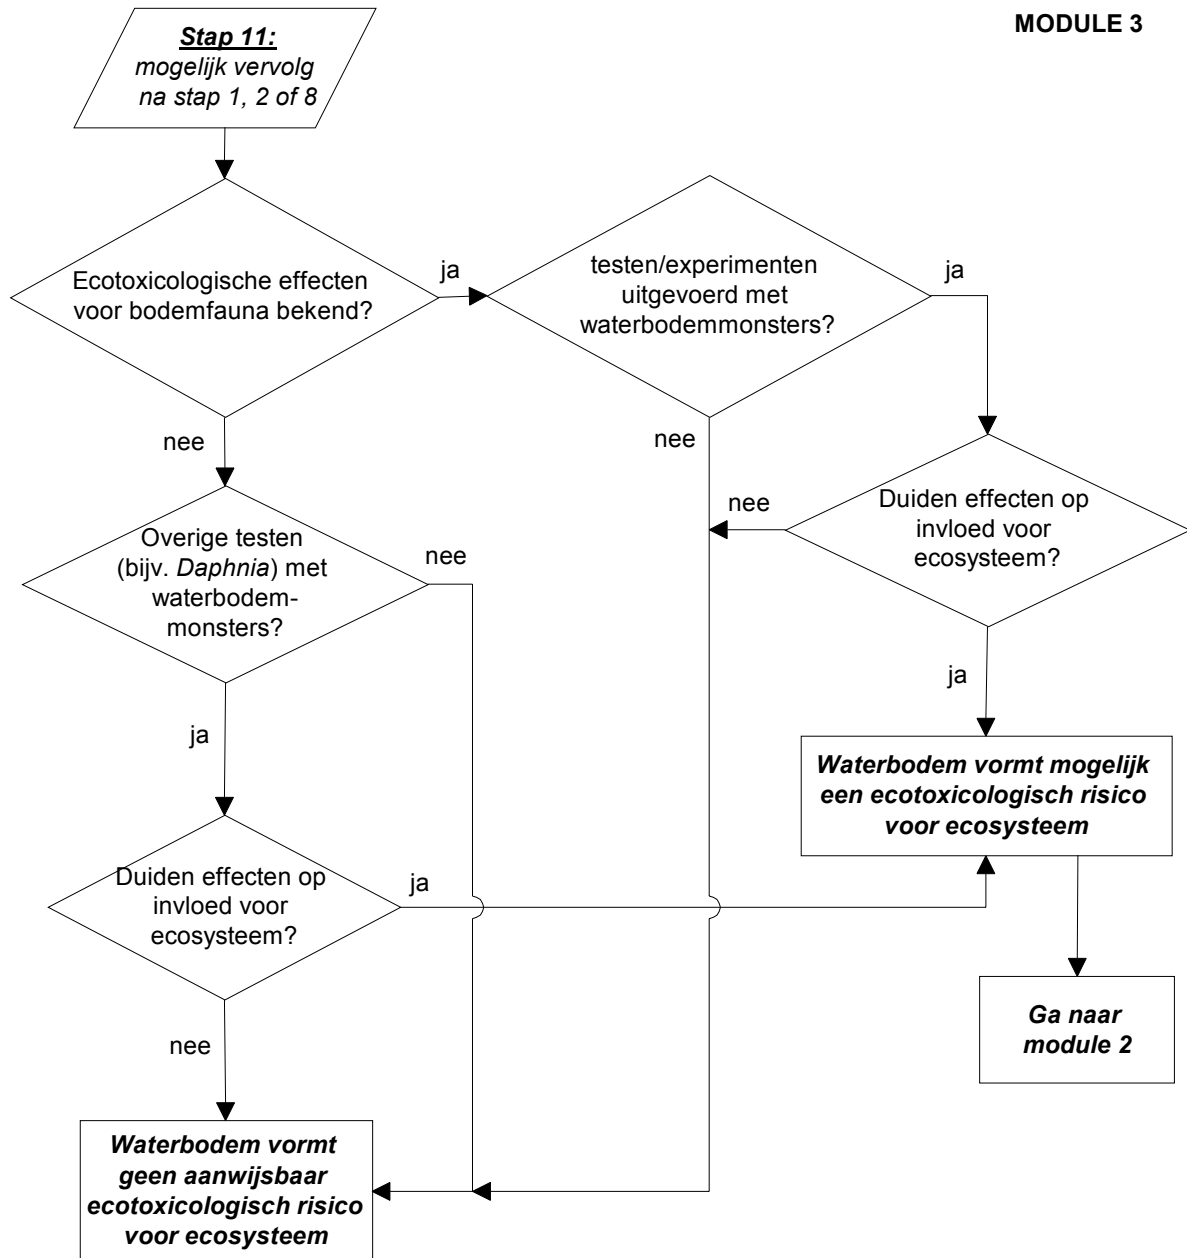 MODULE 3
Stap 11:
mogelijk vervolg
na stap 1, 2 of 8
Ecotoxicologische effecten
voor bodemfauna bekend?
ja
testen/experimenten
uitgevoerd met
waterbodemmonsters?
ja
nee
nee
nee
Duiden effecten op
invloed voor
ecosysteem?
Overige testen
(bijv. Daphnia) met
waterbodem-
monsters?
nee
ja
ja
Waterbodem vormt mogelijk
een ecotoxicologisch risico
voor ecosysteem
Duiden effecten op
invloed voor
ecosysteem?
ja
nee
Ga naar
module 2
Waterbodem vormt
geen aanwijsbaar
ecotoxicologisch risico
voor ecosysteem